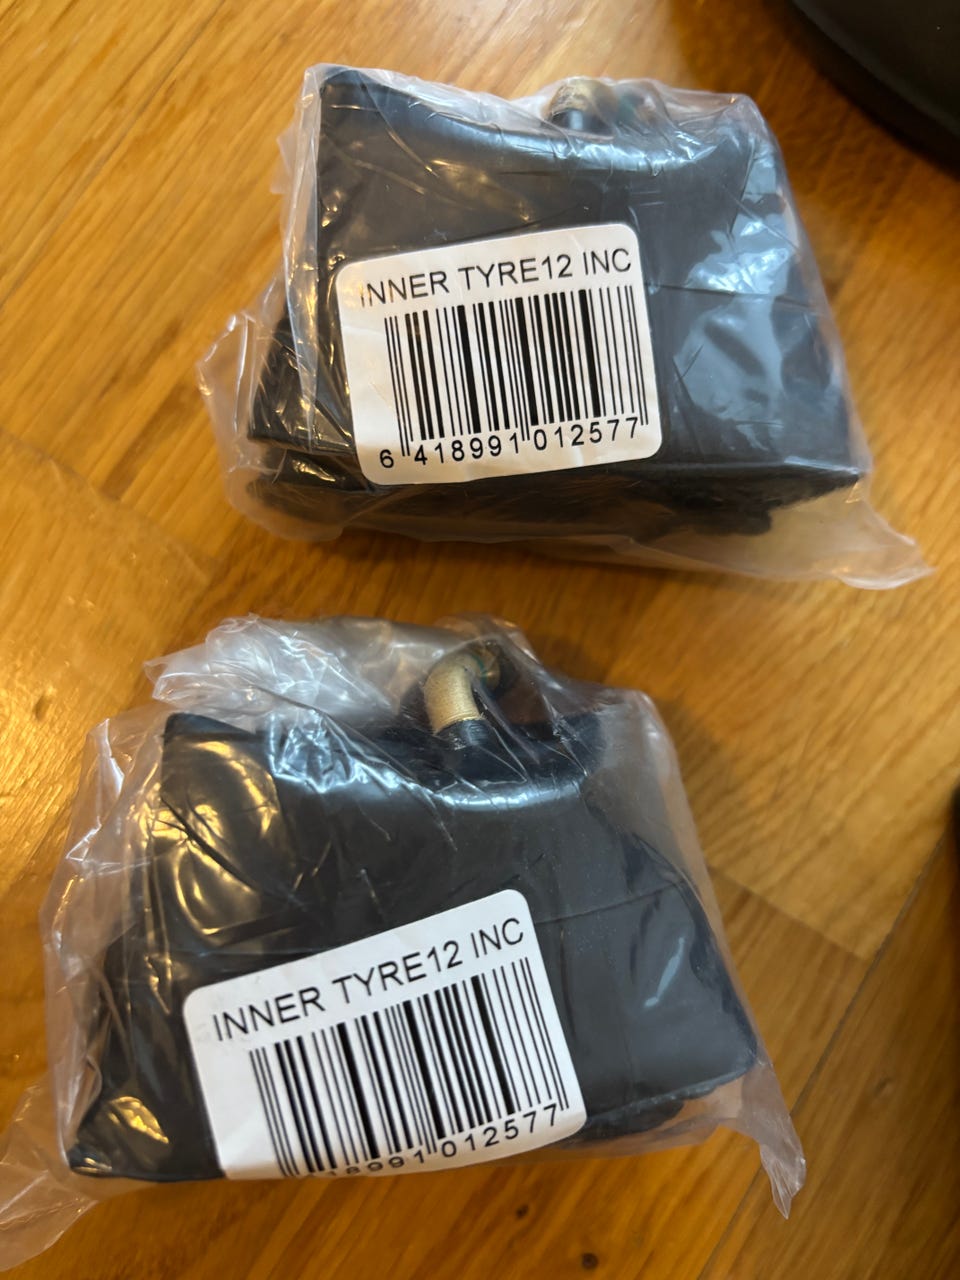 INNER TYRE12 INC
6 418991 012577
INNER TYRE12 INC
18991 012577